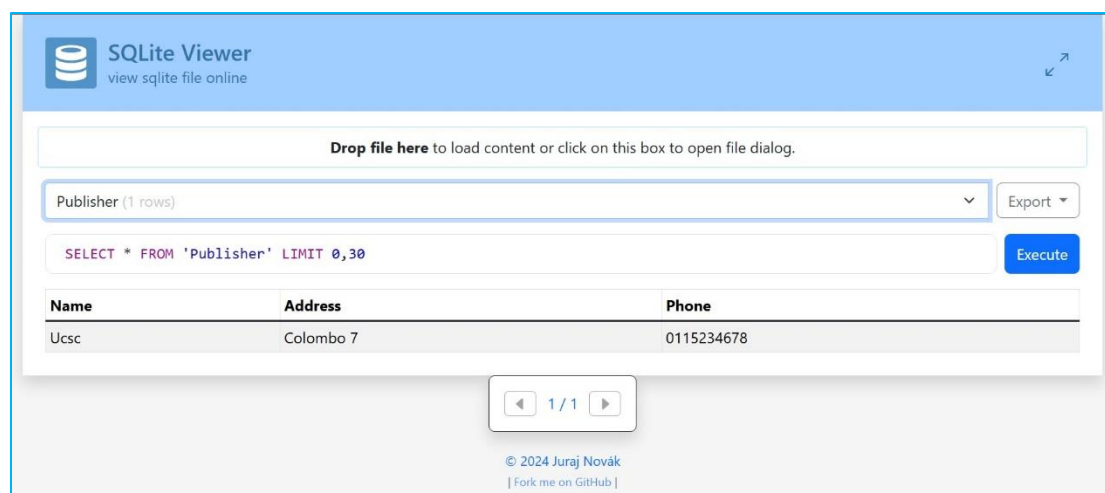 SQLite Viewer
view sqlite file online
Drop file here to load content or click on this box to open file dialog.
Publisher (1 rows)
Export
SELECT * FROM 'Publisher' LIMIT 0,30
Execute
Name Address Phone
Ucsc Colombo 7 0115234678
1 / 1
© 2024 Juraj Novák
| Fork me on GitHub |